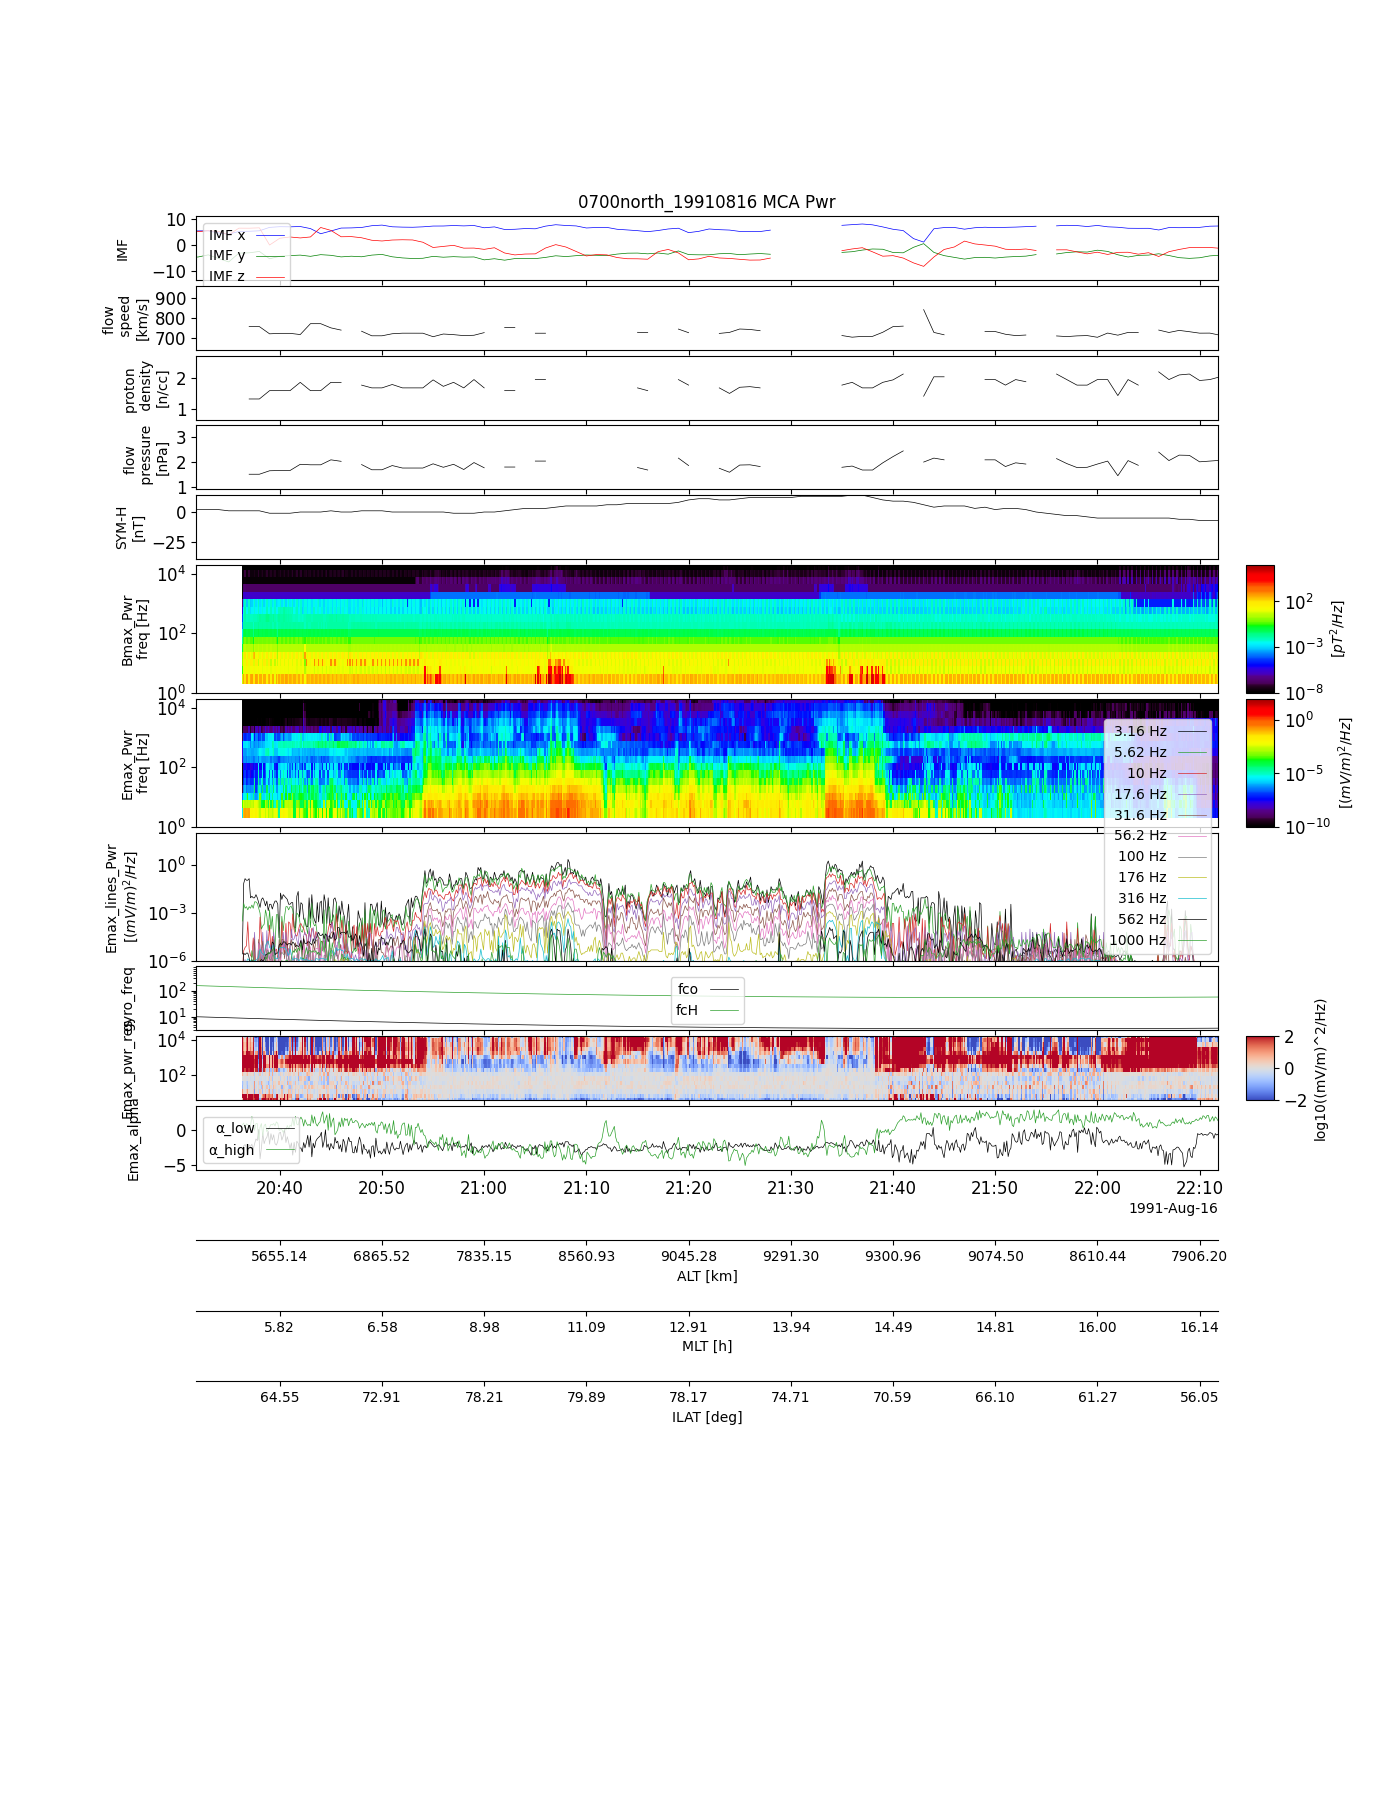 0700north_19910816 MCA Pwr
10
0
−10
IMF
IMF x
IMF y
IMF z
900
800
700
flow
speed
[km/s]
2
1
proton
density
[n/cc]
3
2
1
flow
pressure
[nPa]
0
−25
SYM-H
[nT]
10^4
10^2
10^0
Bmax_Pwr
freq [Hz]
10^2
10^−3
10^−8
[pT^2/Hz]
10^4
10^2
10^0
Emax_Pwr
freq [Hz]
10^0
10^−5
10^−10
[(mV/m)^2/Hz]
3.16 Hz
5.62 Hz
10 Hz
17.6 Hz
31.6 Hz
56.2 Hz
100 Hz
176 Hz
316 Hz
562 Hz
1000 Hz
10^0
10^−3
10^−6
Emax_lines_Pwr
[(mV/m)^2/Hz]
10^2
10^1
gyro_freq
fco
fcH
10^4
10^2
Emax_pwr_reg
2
0
−2
log10((mV/m)^2/Hz)
0
−5
Emax_alpha
α_low
α_high
20:40 20:50 21:00 21:10 21:20 21:30 21:40 21:50 22:00 22:10
1991-Aug-16
5655.14 6865.52 7835.15 8560.93 9045.28 9291.30 9300.96 9074.50 8610.44 7906.20
ALT [km]
5.82 6.58 8.98 11.09 12.91 13.94 14.49 14.81 16.00 16.14
MLT [h]
64.55 72.91 78.21 79.89 78.17 74.71 70.59 66.10 61.27 56.05
ILAT [deg]